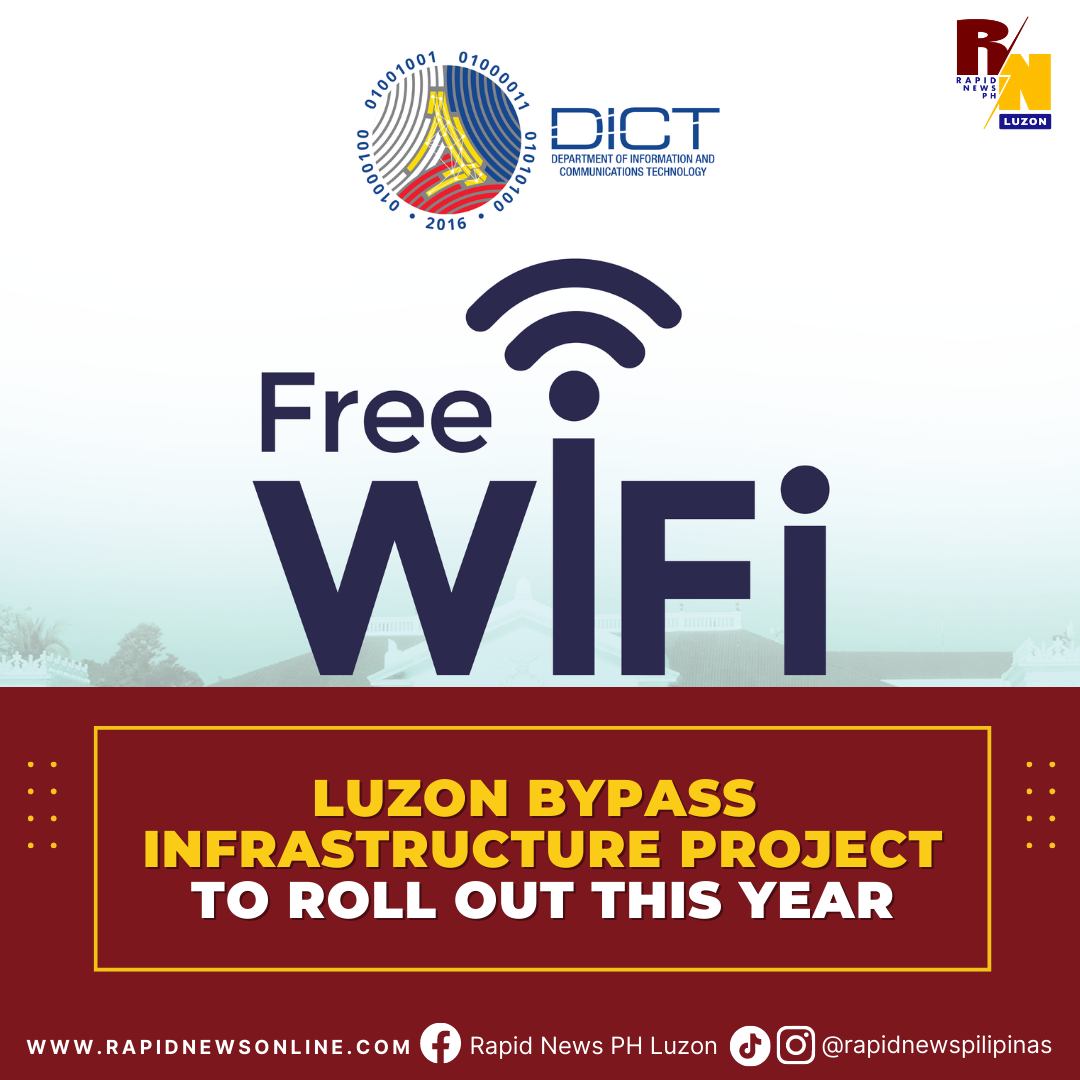 RN
RAPID
NEWS
PH
LUZON
01001001 01000011
01000100 01010100
• 2016 •
DICT
DEPARTMENT OF INFORMATION AND
COMMUNICATIONS TECHNOLOGY
Free
WiFi
LUZON BYPASS
INFRASTRUCTURE PROJECT
TO ROLL OUT THIS YEAR
WWW.RAPIDNEWSONLINE.COM Rapid News PH Luzon @rapidnewspilipinas